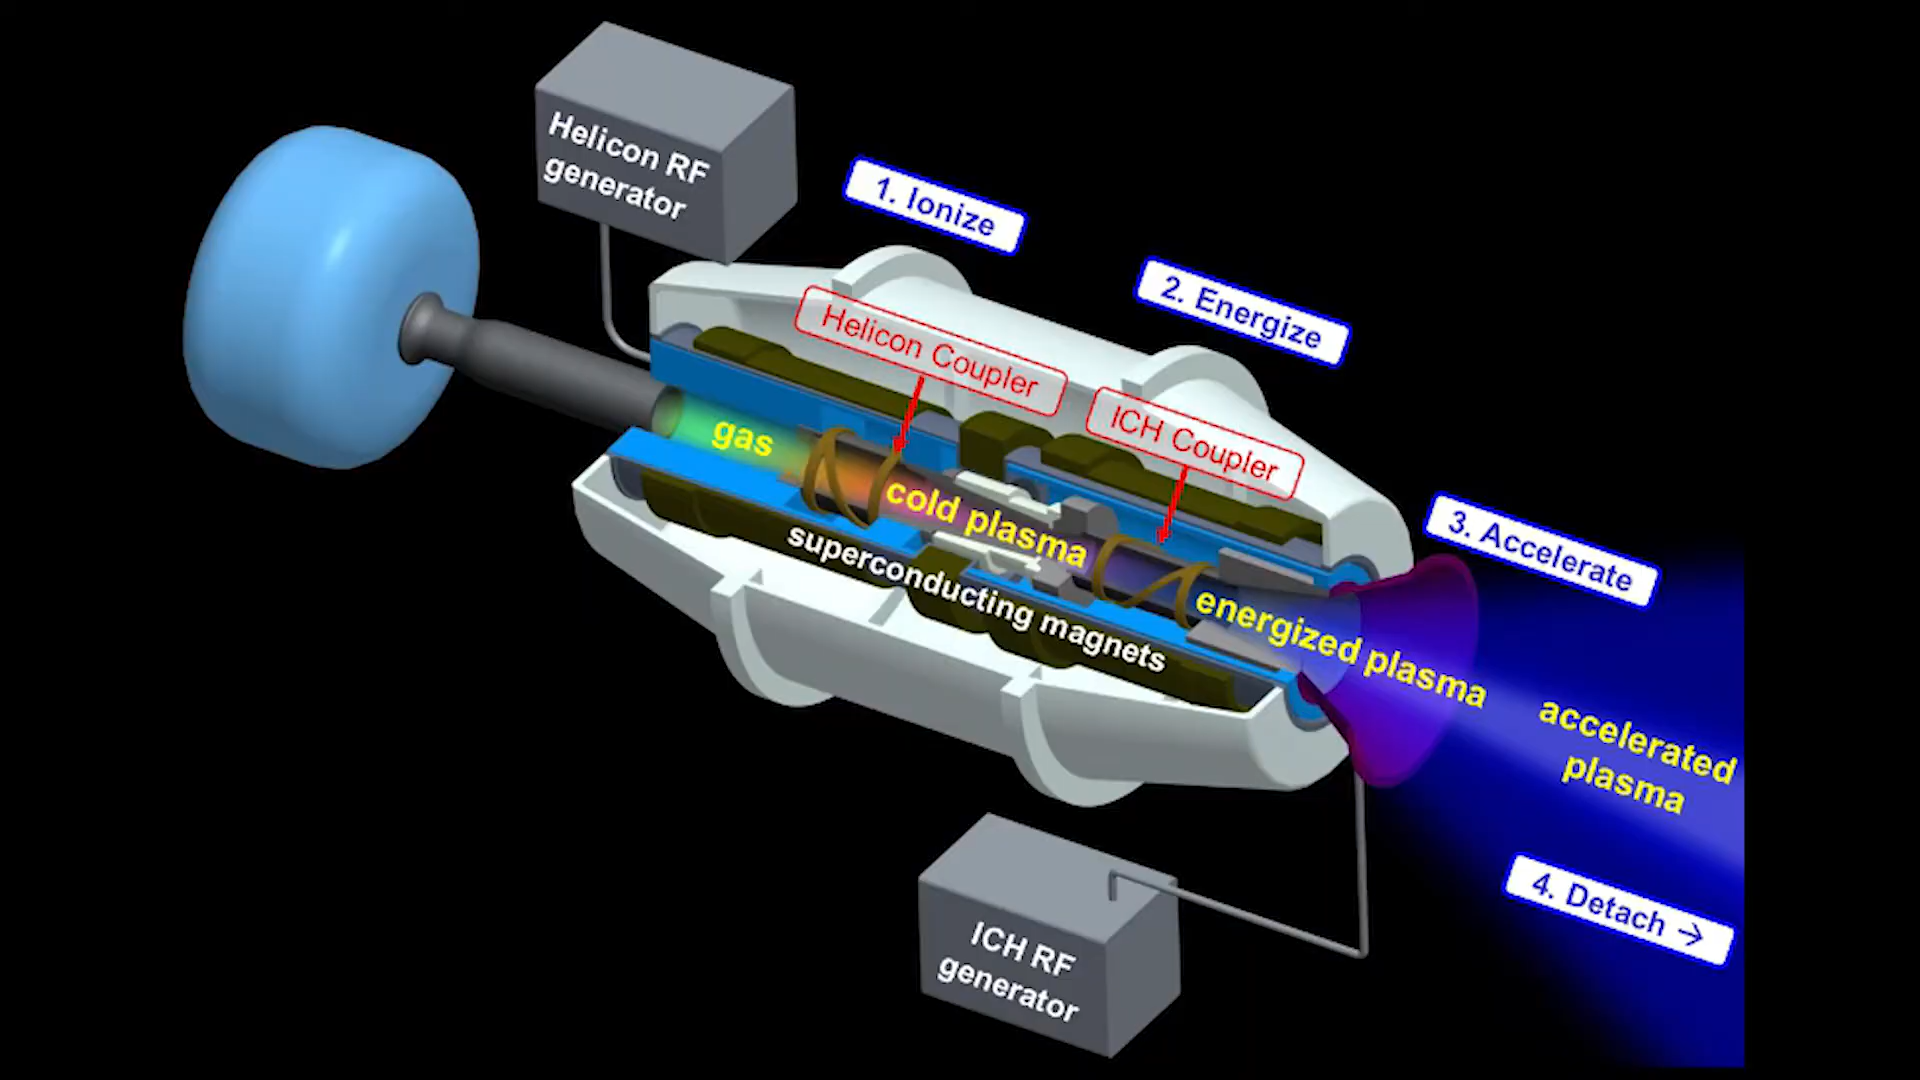 Helicon RF
generator
1. Ionize
2. Energize
Helicon Coupler
ICH Coupler
gas
cold plasma
superconducting magnets
3. Accelerate
energized plasma
accelerated
plasma
4. Detach →
ICH RF
generator